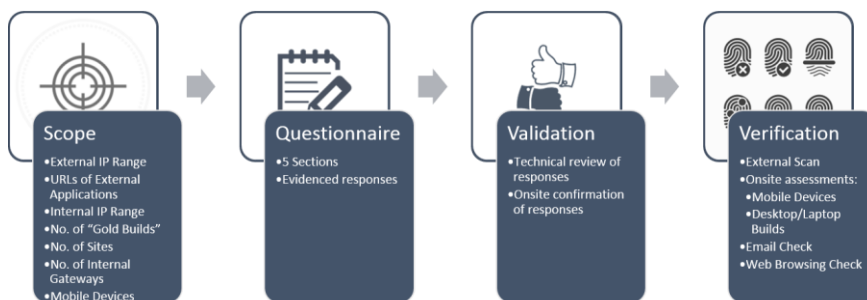 Scope
•External IP Range
•URLs of External
Applications
•Internal IP Range
•No. of "Gold Builds"
•No. of Sites
•No. of Internal
Gateways
•Mobile Devices
Questionnaire
•5 Sections
•Evidenced responses
Validation
•Technical review of
responses
•Onsite confirmation
of responses
Verification
•External Scan
•Onsite assessments:
•Mobile Devices
•Desktop/Laptop
Builds
•Email Check
•Web Browsing Check